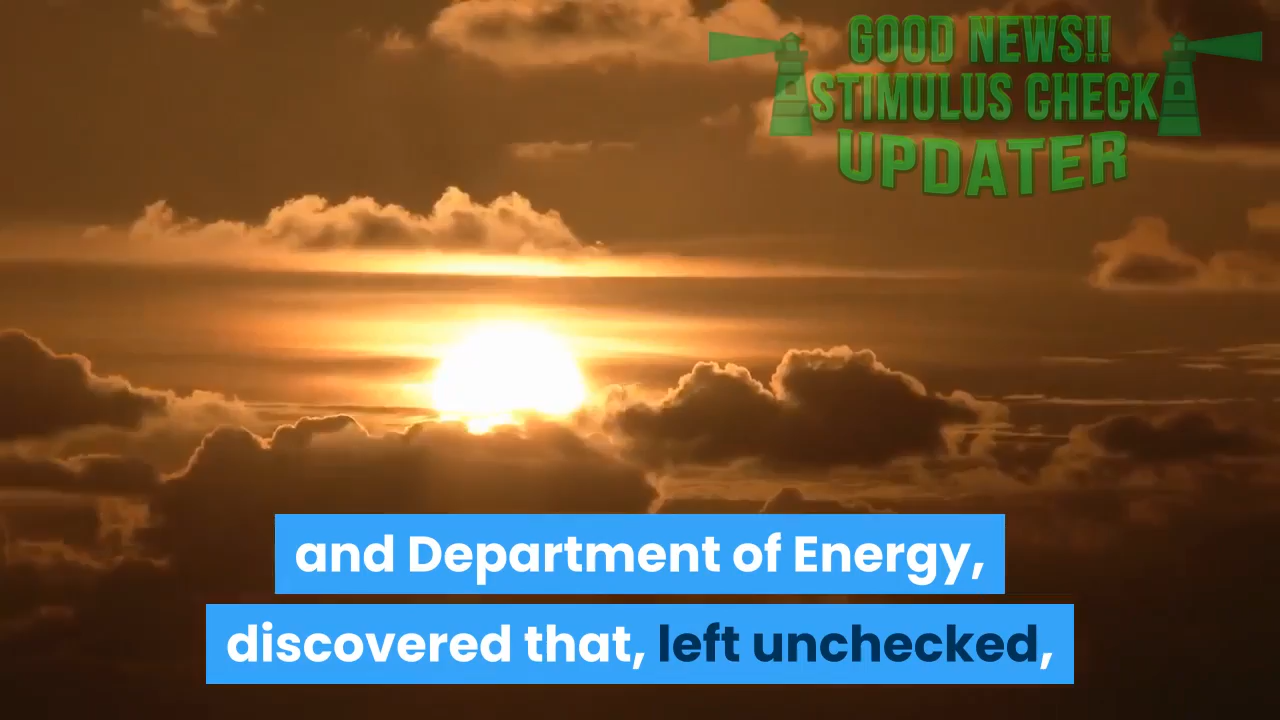 GOOD NEWS!!
STIMULUS CHECK
UPDATER
and Department of Energy,
discovered that, left unchecked,